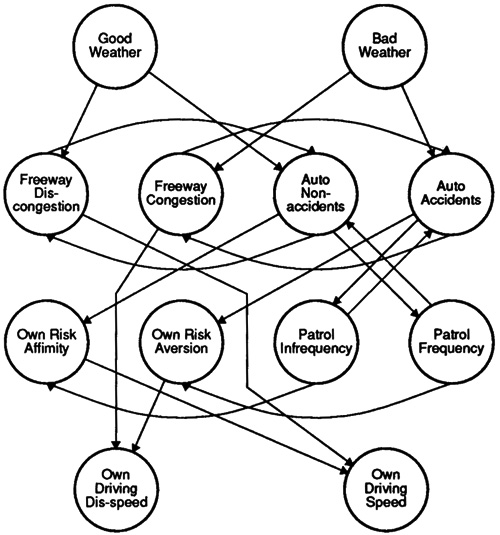 Good
Weather
Bad
Weather
Freeway
Dis-
congestion
Freeway
Congestion
Auto
Non-
accidents
Auto
Accidents
Own Risk
Affimity
Own Risk
Aversion
Patrol
Infrequency
Patrol
Frequency
Own
Driving
Dis-speed
Own
Driving
Speed